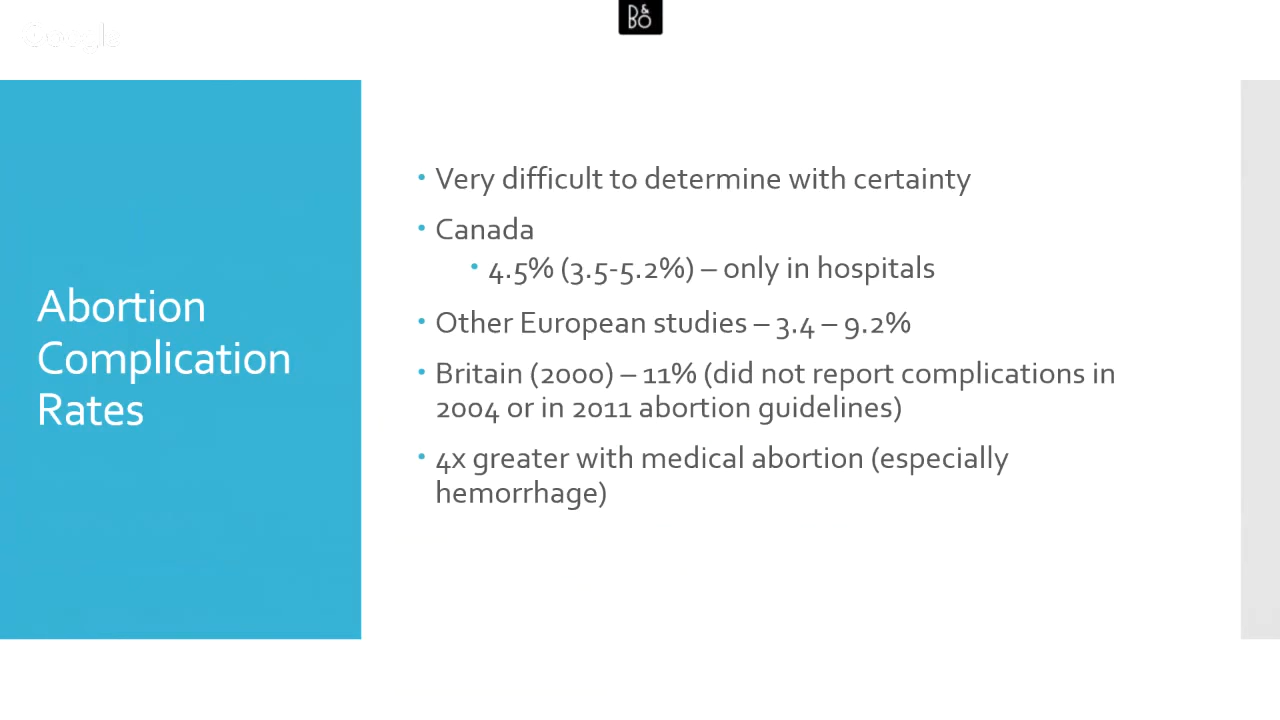 Google
B&O
Abortion
Complication
Rates
• Very difficult to determine with certainty
• Canada
• 4.5% (3.5-5.2%) – only in hospitals
• Other European studies – 3.4 – 9.2%
• Britain (2000) – 11% (did not report complications in
2004 or in 2011 abortion guidelines)
• 4x greater with medical abortion (especially
hemorrhage)